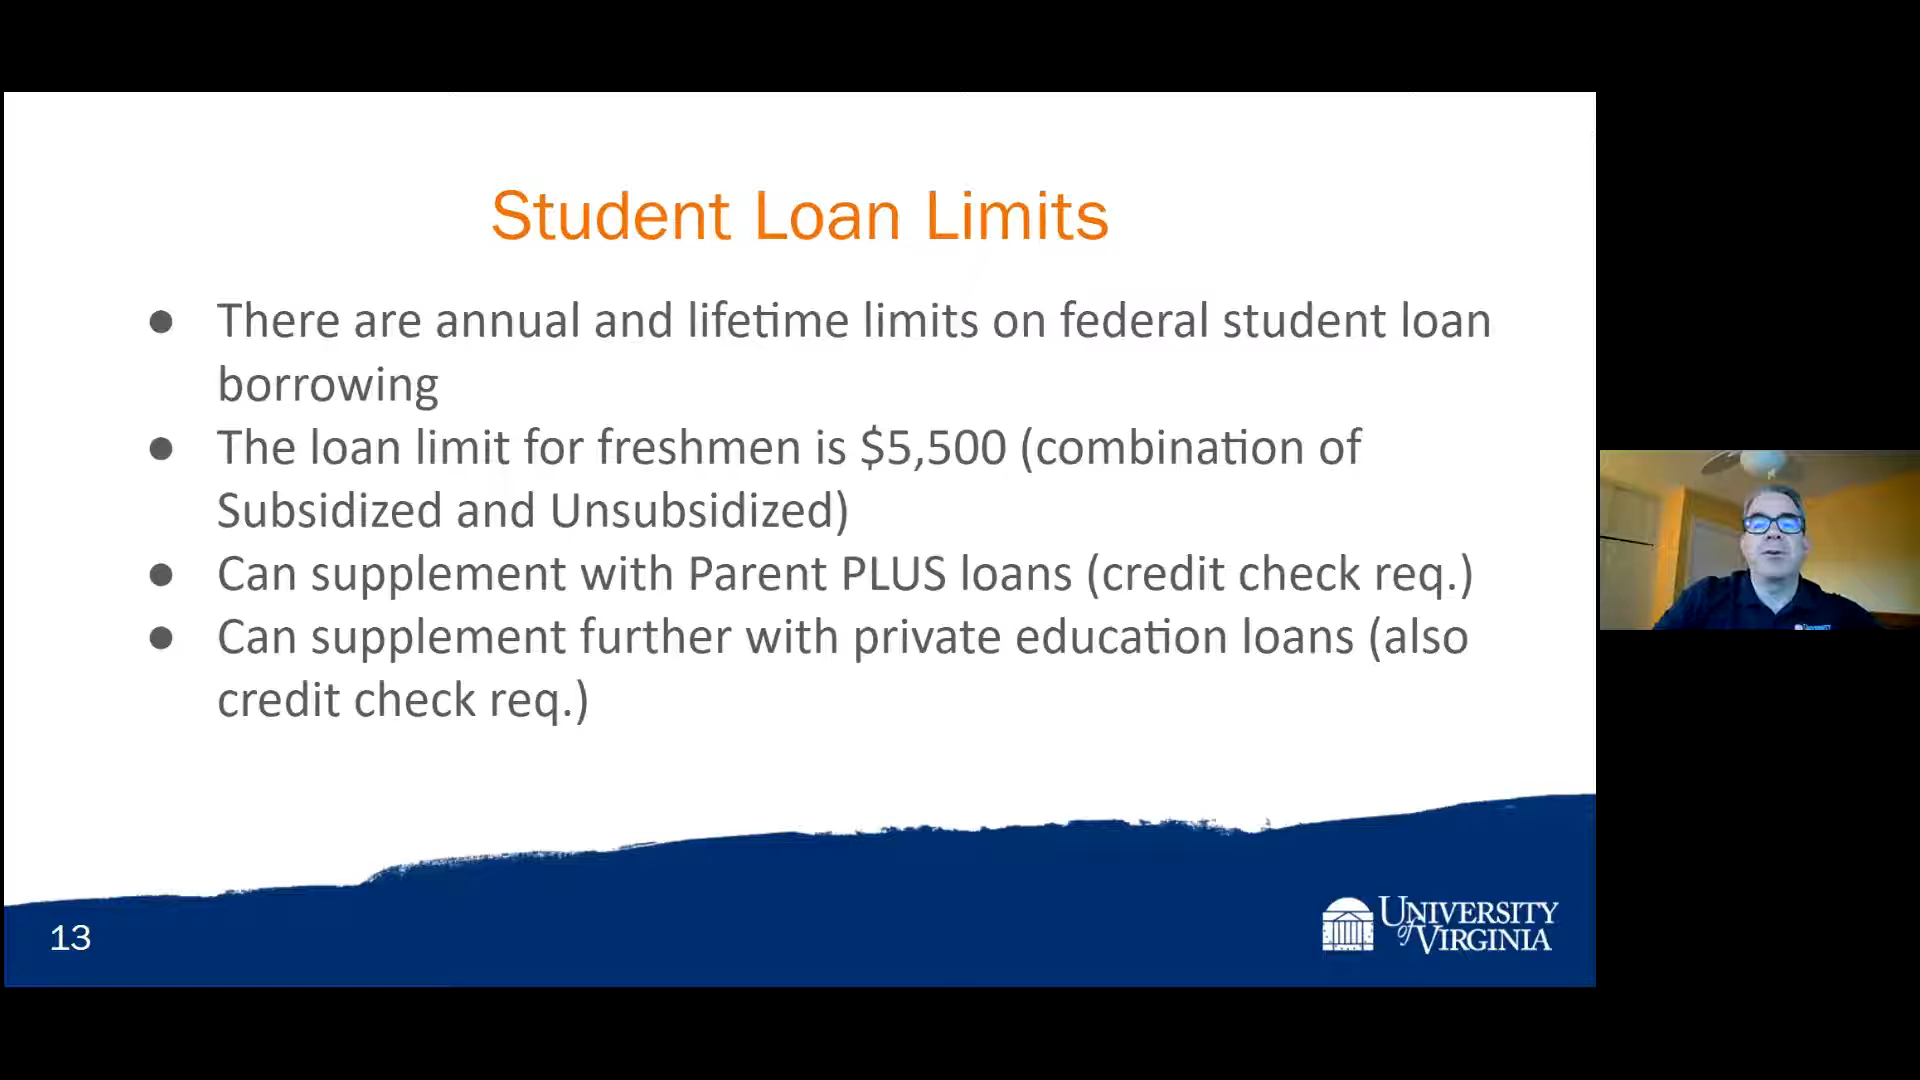 Student Loan Limits
● There are annual and lifetime limits on federal student loan
borrowing
● The loan limit for freshmen is $5,500 (combination of
Subsidized and Unsubsidized)
● Can supplement with Parent PLUS loans (credit check req.)
● Can supplement further with private education loans (also
credit check req.)
13
UNIVERSITY
of VIRGINIA